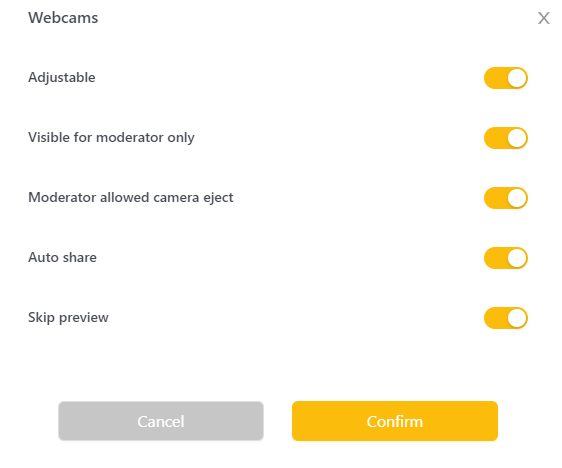 Webcams X
Adjustable
Visible for moderator only
Moderator allowed camera eject
Auto share
Skip preview
Cancel Confirm